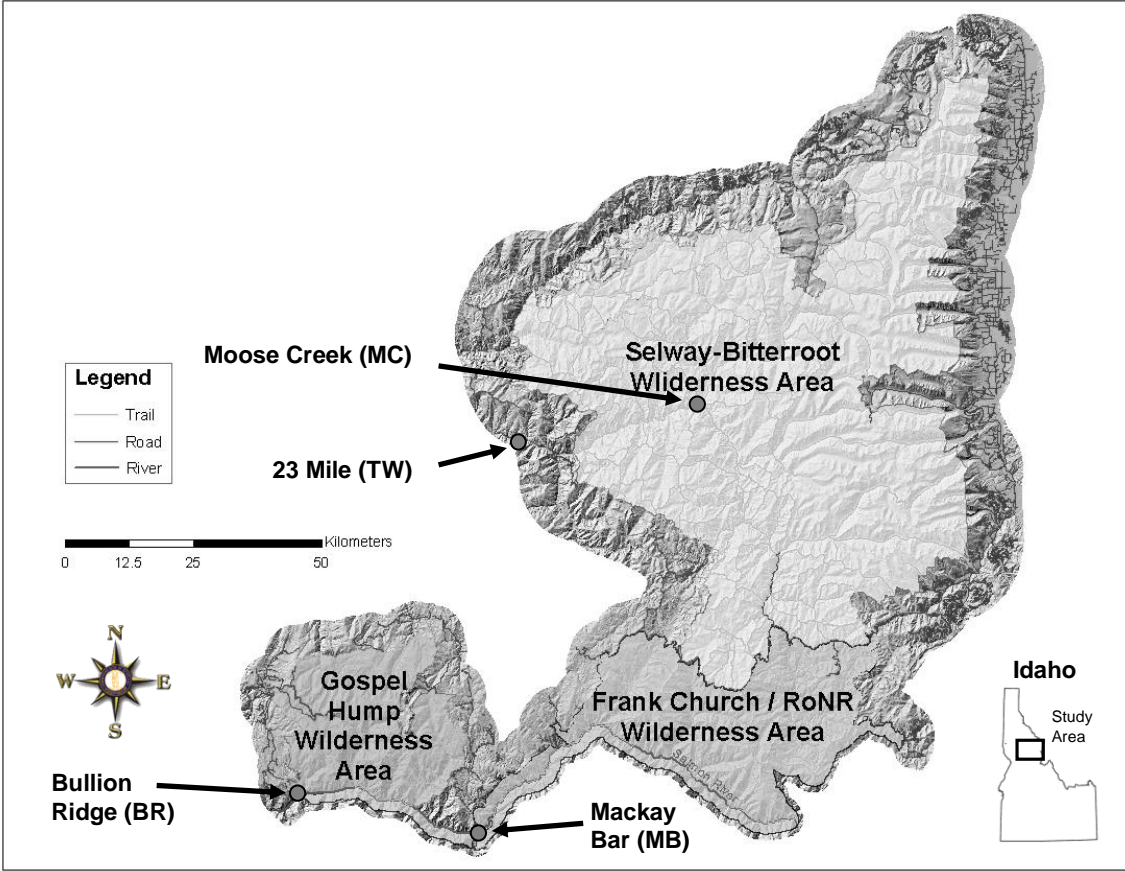 Moose Creek (MC)
Selway-Bitterroot
Wliderness Area
Legend
Trail
Road
River
23 Mile (TW)
Kilometers
0 12.5 25 50
N
W E
S
Gospel
Hump
Wilderness
Area
Frank Church / RoNR
Wilderness Area
Salmon River
Idaho
Study
Area
Bullion
Ridge (BR)
Mackay
Bar (MB)